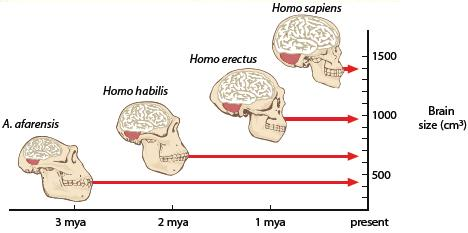 Homo sapiens
Homo erectus
Homo habilis
A. afarensis
1500
1000
500
Brain
size (cm³)
3 mya
2 mya
1 mya
present